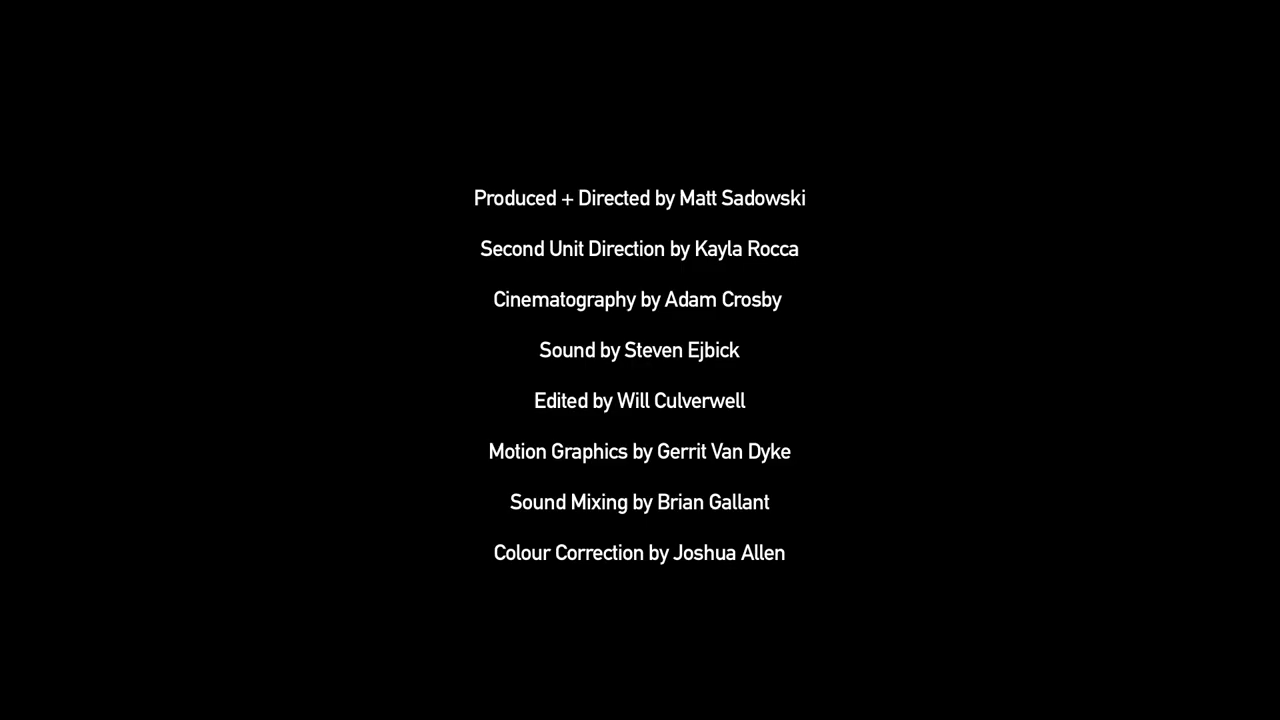 Produced + Directed by Matt Sadowski
Second Unit Direction by Kayla Rocca
Cinematography by Adam Crosby
Sound by Steven Ejbick
Edited by Will Culverwell
Motion Graphics by Gerrit Van Dyke
Sound Mixing by Brian Gallant
Colour Correction by Joshua Allen